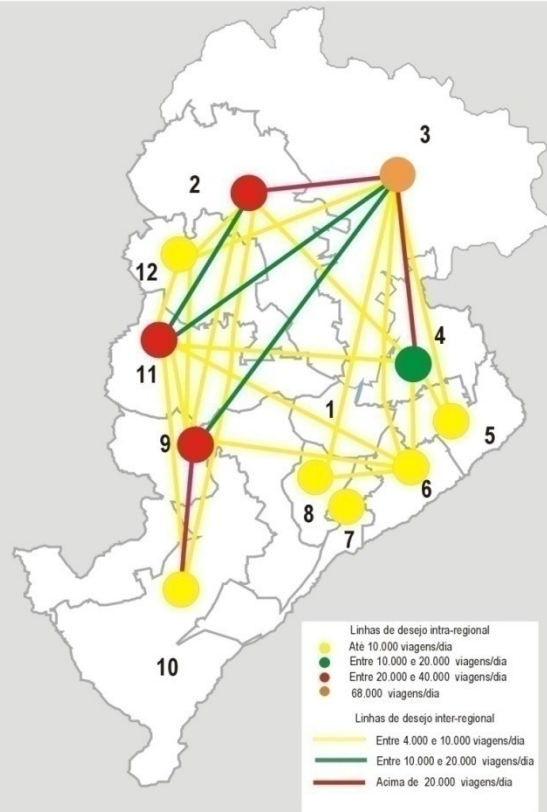 3
2
12
4
11
1
5
9
6
8
7
10
Linhas de desejo intra-regional
Até 10.000 viagens/dia
Entre 10.000 e 20.000 viagens/dia
Entre 20.000 e 40.000 viagens/dia
68.000 viagens/dia
Linhas de desejo inter-regional
Entre 4.000 e 10.000 viagens/dia
Entre 10.000 e 20.000 viagens/dia
Acima de 20.000 viagens/dia